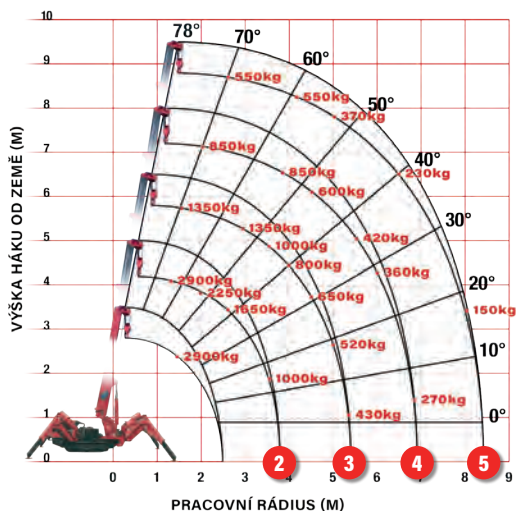 10
9
8
7
6
5
4
3
2
1
0
VÝSKA HÁKU OD ZEMĚ (M)
78° 70°
60°
50°
40°
30°
20°
10°
0°
550kg
550kg
370kg
230kg
150kg
850kg
850kg
600kg
420kg
360kg
270kg
1350kg
1350kg
1000kg
800kg
650kg
520kg
430kg
2900kg
2250kg
1650kg
1000kg
2900kg
2 3 4 5
0 1 2 3 4 5 6 7 8 9
PRACOVNÍ RÁDIUS (M)